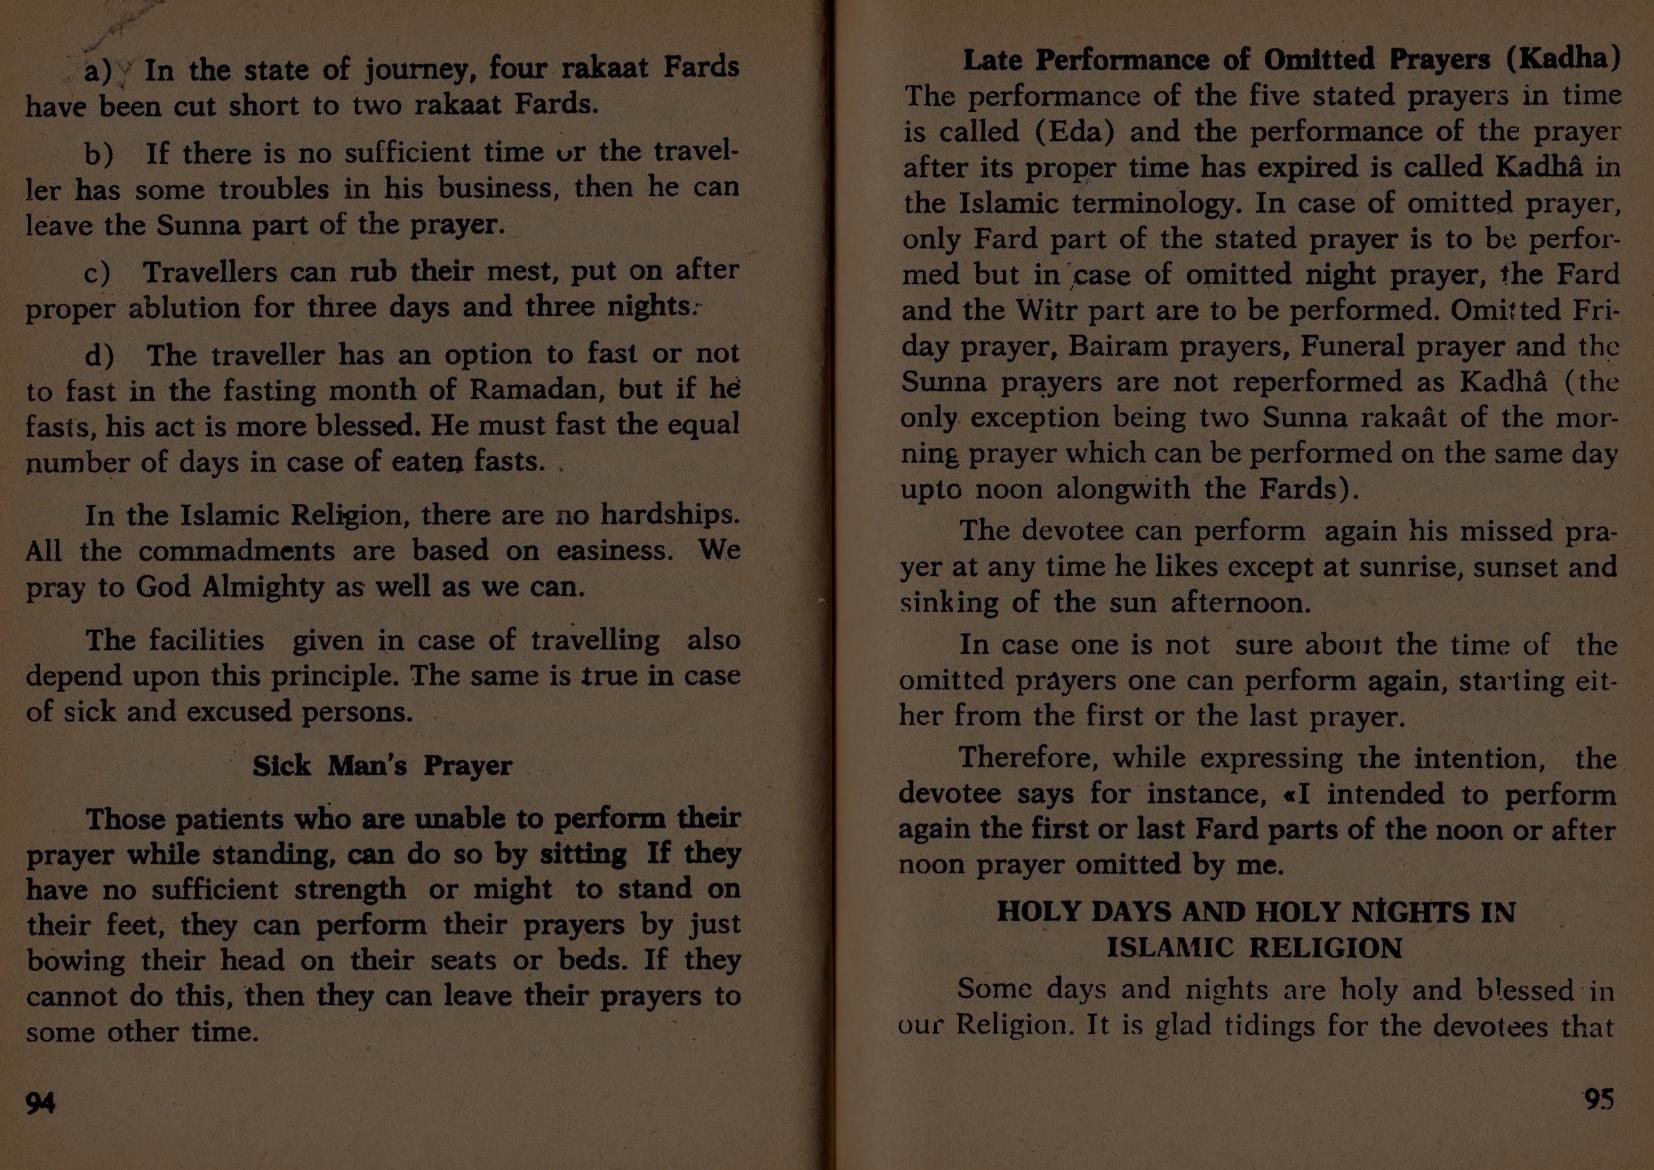 a) In the state of journey, four rakaat Fards
have been cut short to two rakaat Fards.
b) If there is no sufficient time or the travel-
ler has some troubles in his business, then he can
leave the Sunna part of the prayer.
c) Travellers can rub their mest, put on after
proper ablution for three days and three nights.
d) The traveller has an option to fast or not
to fast in the fasting month of Ramadan, but if he
fasts, his act is more blessed. He must fast the equal
number of days in case of eaten fasts.
In the Islamic Religion, there are no hardships.
All the commadments are based on easiness. We
pray to God Almighty as well as we can.
The facilities given in case of travelling also
depend upon this principle. The same is true in case
of sick and excused persons.
Sick Man's Prayer
Those patients who are unable to perform their
prayer while standing, can do so by sitting If they
have no sufficient strength or might to stand on
their feet, they can perform their prayers by just
bowing their head on their seats or beds. If they
cannot do this, then they can leave their prayers to
some other time.
94
Late Performance of Omitted Prayers (Kadha)
The performance of the five stated prayers in time
is called (Eda) and the performance of the prayer
after its proper time has expired is called Kadhâ in
the Islamic terminology. In case of omitted prayer,
only Fard part of the stated prayer is to be perfor-
med but in case of omitted night prayer, the Fard
and the Witr part are to be performed. Omitted Fri-
day prayer, Bairam prayers, Funeral prayer and the
Sunna prayers are not reperformed as Kadhâ (the
only exception being two Sunna rakaât of the mor-
ning prayer which can be performed on the same day
upto noon alongwith the Fards).
The devotee can perform again his missed pra-
yer at any time he likes except at sunrise, sunset and
sinking of the sun afternoon.
In case one is not sure about the time of the
omitted prayers one can perform again, starting eit-
her from the first or the last prayer.
Therefore, while expressing the intention, the
devotee says for instance, «I intended to perform
again the first or last Fard parts of the noon or after
noon prayer omitted by me.
HOLY DAYS AND HOLY NİGHTS IN
ISLAMIC RELIGION
Some days and nights are holy and blessed in
our Religion. It is glad tidings for the devotees that
95